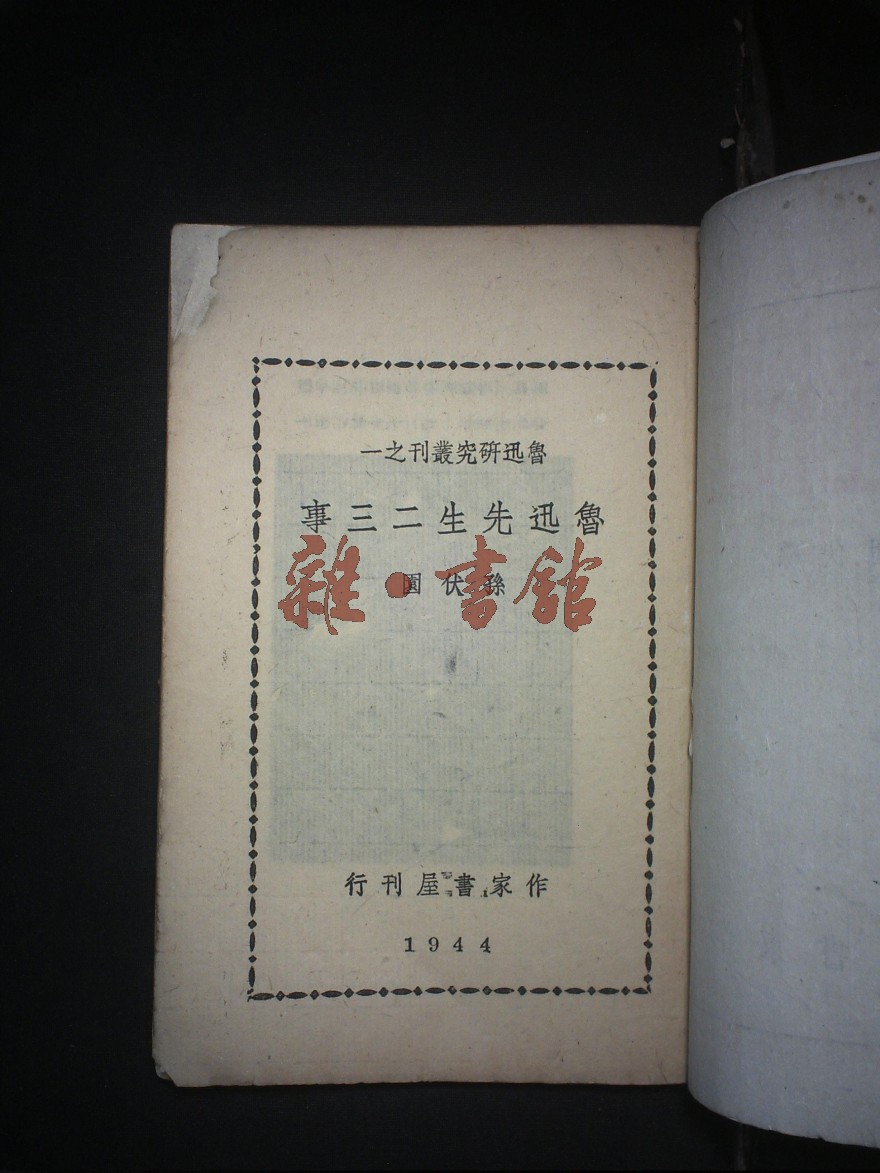 魯迅研究叢刊之一
魯迅先生二三事
孫伏園
雜·書館
作家書屋刊行
1944